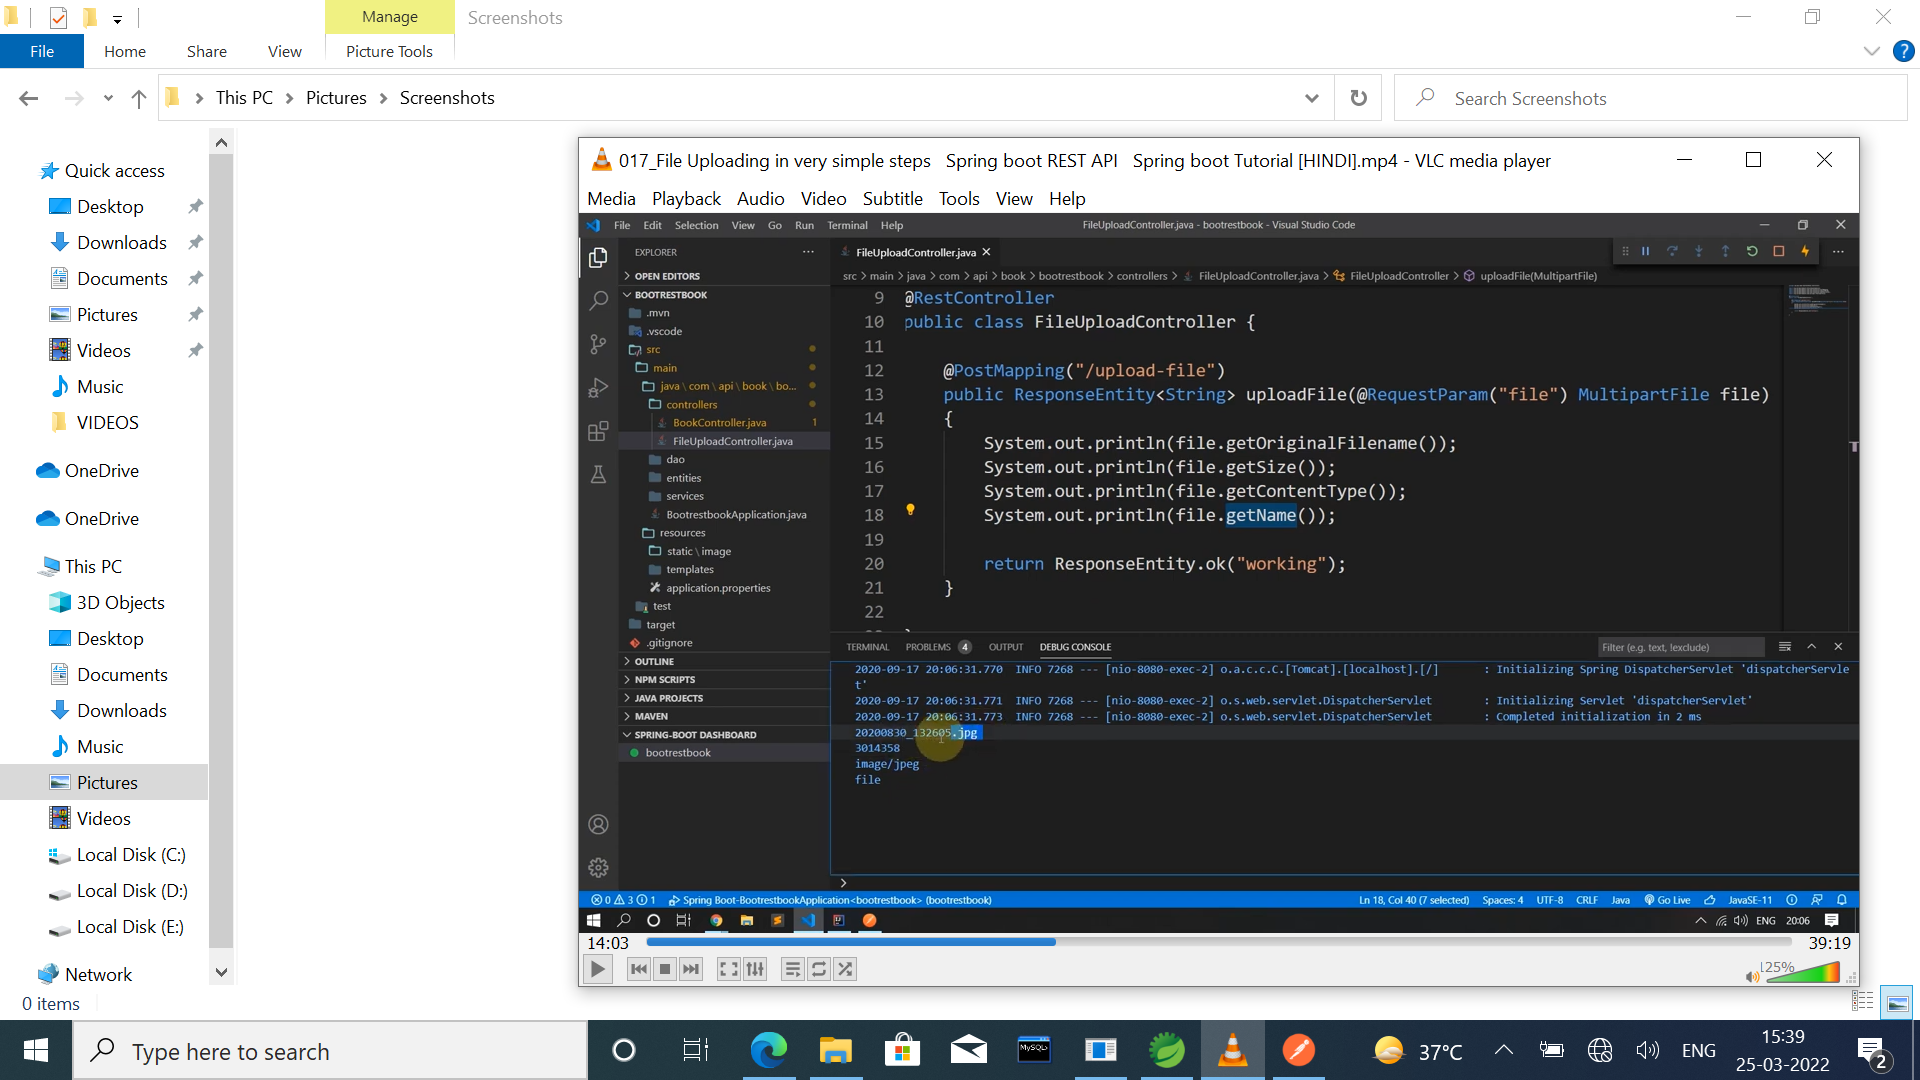 Manage
Screenshots
File
Home
Share
View
Picture Tools
This PC
Pictures
Screenshots
Search Screenshots
Quick access
Desktop
Downloads
Documents
Pictures
Videos
Music
VIDEOS
OneDrive
OneDrive
This PC
3D Objects
Desktop
Documents
Downloads
Music
Pictures
Videos
Local Disk (C:)
Local Disk (D:)
Local Disk (E:)
Network
0 items
017_File Uploading in very simple steps Spring boot REST API Spring boot Tutorial [HINDI].mp4 - VLC media player
Media Playback Audio Video Subtitle Tools View Help
File Edit Selection View Go Run Terminal Help
FileUploadController.java - bootrestbook - Visual Studio Code
EXPLORER
OPEN EDITORS
BOOTRESTBOOK
.mvn
.vscode
src
main
java \ com \ api \ book \ bo...
controllers
BookController.java 1
FileUploadController.java
dao
entities
services
BootrestbookApplication.java
resources
static \ image
templates
application.properties
test
target
.gitignore
OUTLINE
NPM SCRIPTS
JAVA PROJECTS
MAVEN
SPRING-BOOT DASHBOARD
bootrestbook
FileUploadController.java
src > main > java > com > api > book > bootrestbook > controllers > FileUploadController.java > FileUploadController > uploadFile(MultipartFile)
9 @RestController
10 public class FileUploadController {
11
12 @PostMapping("/upload-file")
13 public ResponseEntity<String> uploadFile(@RequestParam("file") MultipartFile file)
14 {
15 System.out.println(file.getOriginalFilename());
16 System.out.println(file.getSize());
17 System.out.println(file.getContentType());
18 System.out.println(file.getName());
19
20 return ResponseEntity.ok("working");
21 }
22
TERMINAL PROBLEMS 4 OUTPUT DEBUG CONSOLE
Filter (e.g. text, !exclude)
2020-09-17 20:06:31.770 INFO 7268 --- [nio-8080-exec-2] o.a.c.c.C.[Tomcat].[localhost].[/] : Initializing Spring DispatcherServlet 'dispatcherServle
t'
2020-09-17 20:06:31.771 INFO 7268 --- [nio-8080-exec-2] o.s.web.servlet.DispatcherServlet : Initializing Servlet 'dispatcherServlet'
2020-09-17 20:06:31.773 INFO 7268 --- [nio-8080-exec-2] o.s.web.servlet.DispatcherServlet : Completed initialization in 2 ms
20200830_132605.jpg
3014358
image/jpeg
file
0 3 1 Spring Boot-BootrestbookApplication<bootrestbook> (bootrestbook)
Ln 18, Col 40 (7 selected) Spaces: 4 UTF-8 CRLF Java Go Live JavaSE-11
ENG 20:06
14:03
39:19
125%
Type here to search
MySQL
37°C
ENG
15:39
25-03-2022
2